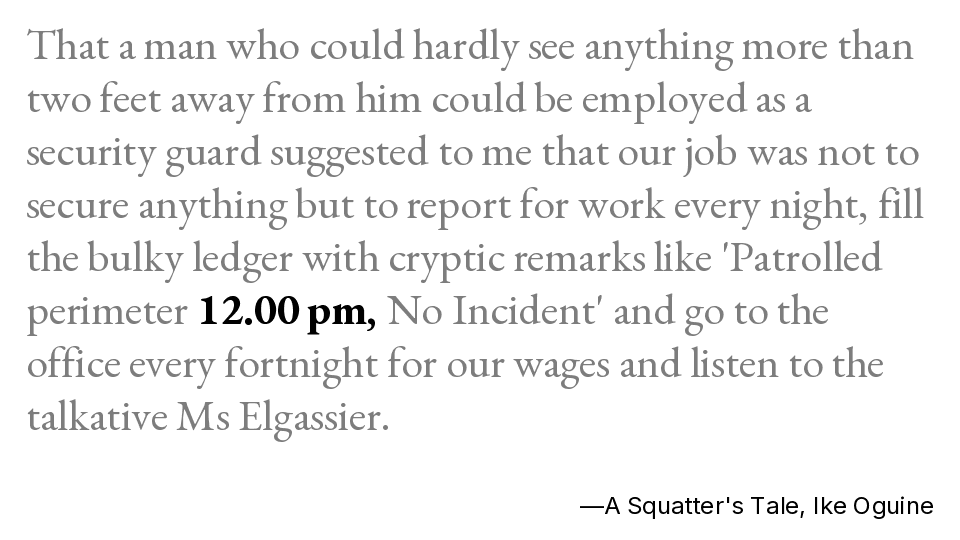 That a man who could hardly see anything more than
two feet away from him could be employed as a
security guard suggested to me that our job was not to
secure anything but to report for work every night, fill
the bulky ledger with cryptic remarks like 'Patrolled
perimeter 12.00 pm, No Incident' and go to the
office every fortnight for our wages and listen to the
talkative Ms Elgassier.
—A Squatter's Tale, Ike Oguine